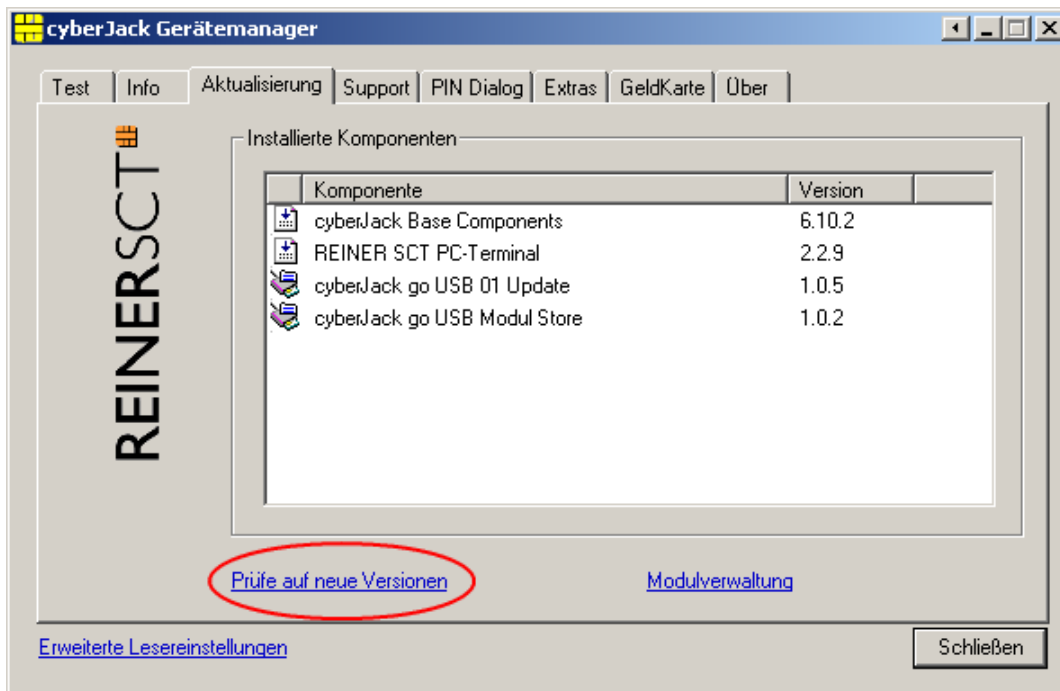 cyberJack Gerätemanager
Test Info Aktualisierung Support PIN Dialog Extras GeldKarte Über
REINERSCT
Installierte Komponenten
Komponente Version
cyberJack Base Components 6.10.2
REINER SCT PC-Terminal 2.2.9
cyberJack go USB 01 Update 1.0.5
cyberJack go USB Modul Store 1.0.2
Prüfe auf neue Versionen Modulverwaltung
Erweiterte Lesereinstellungen Schließen